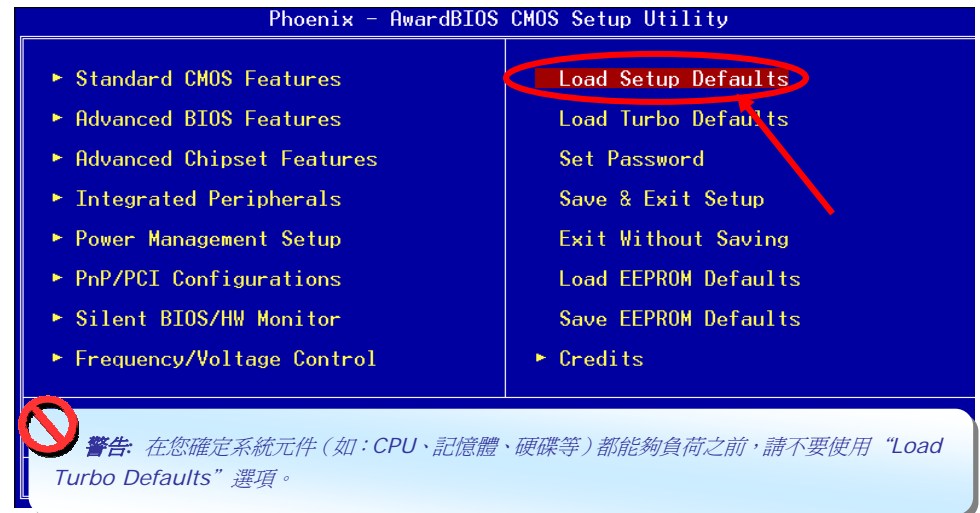 Phoenix - AwardBIOS CMOS Setup Utility
► Standard CMOS Features
► Advanced BIOS Features
► Advanced Chipset Features
► Integrated Peripherals
► Power Management Setup
► PnP/PCI Configurations
► Silent BIOS/HW Monitor
► Frequency/Voltage Control
Load Setup Defaults
Load Turbo Defaults
Set Password
Save & Exit Setup
Exit Without Saving
Load EEPROM Defaults
Save EEPROM Defaults
► Credits
警告: 在您確定系統元件(如:CPU、記憶體、硬碟等)都能夠負荷之前,請不要使用“Load
Turbo Defaults”選項。